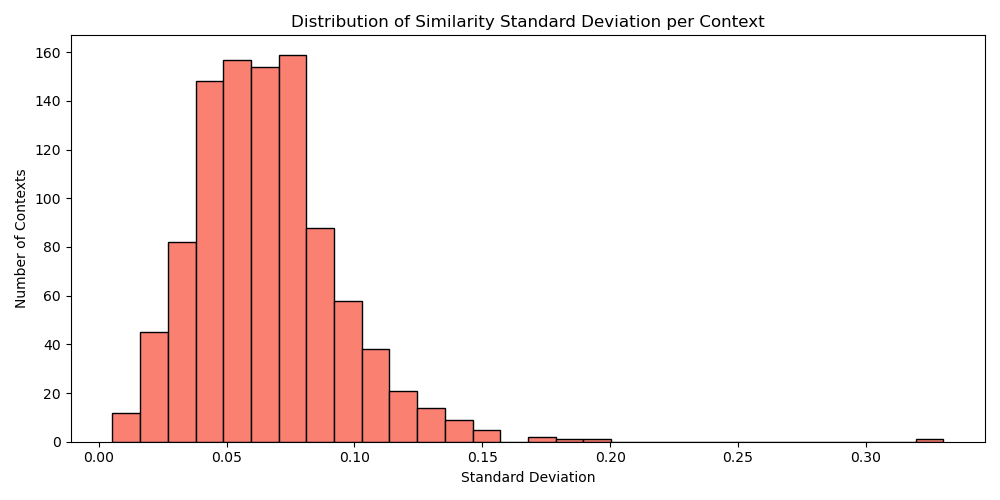 Distribution of Similarity Standard Deviation per Context
160
140
120
100
80
60
40
20
0
Number of Contexts
0.00 0.05 0.10 0.15 0.20 0.25 0.30
Standard Deviation